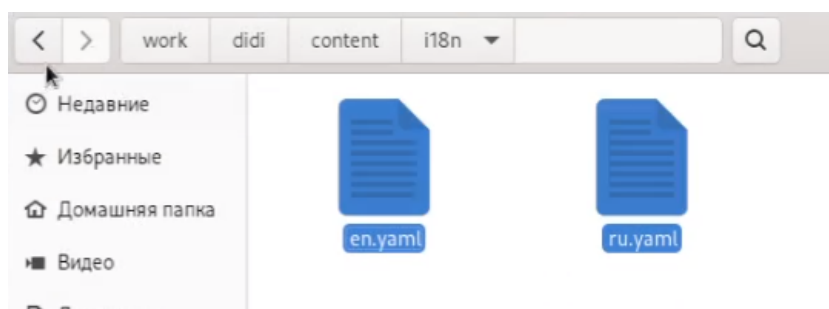 work didi content i18n
Недавние
Избранные
Домашняя папка
Видео
en.yaml ru.yaml